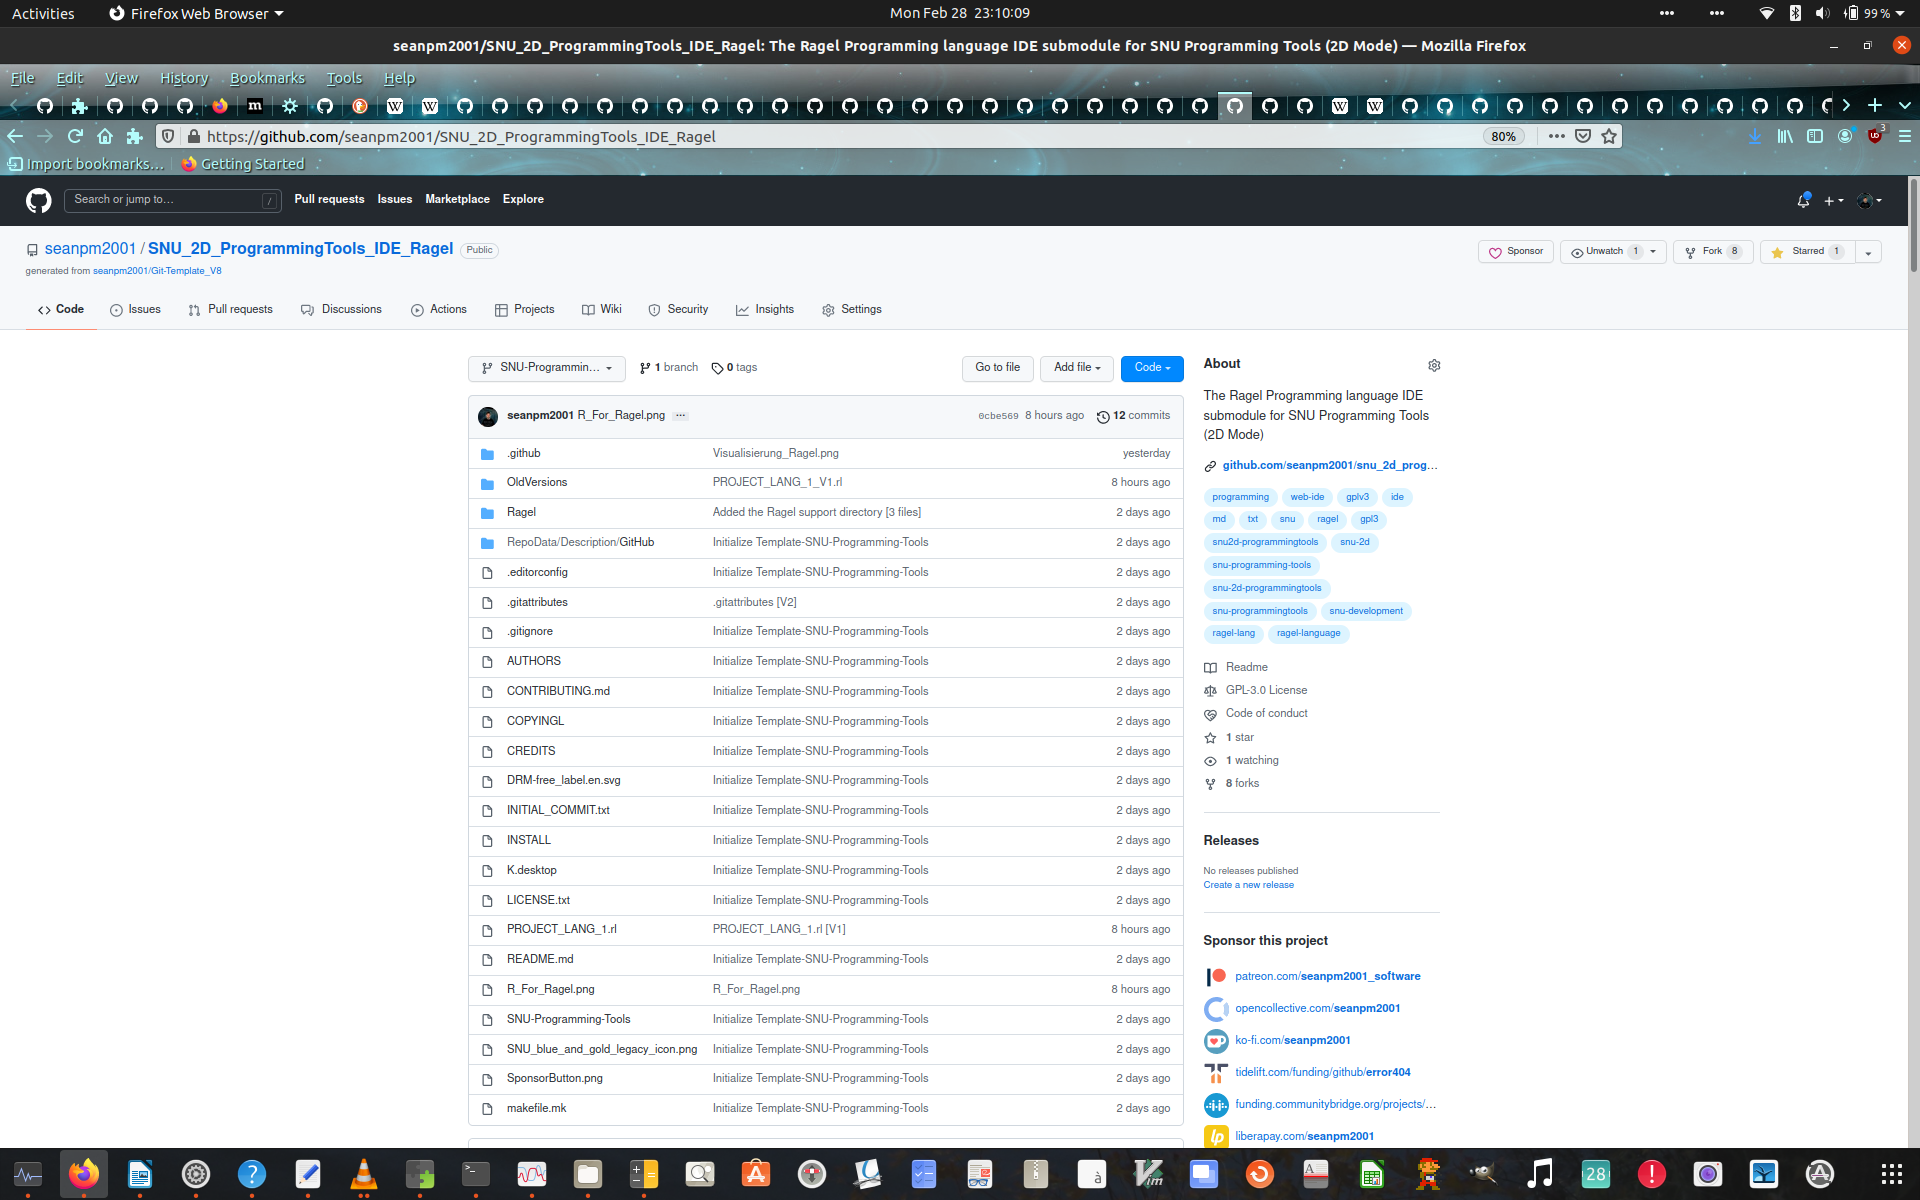 Activities
Firefox Web Browser
Mon Feb 28 23:10:09
99 %
seanpm2001/SNU_2D_ProgrammingTools_IDE_Ragel: The Ragel Programming language IDE submodule for SNU Programming Tools (2D Mode) — Mozilla Firefox
File Edit View History Bookmarks Tools Help
https://github.com/seanpm2001/SNU_2D_ProgrammingTools_IDE_Ragel
80%
3
Import bookmarks...
Getting Started
Search or jump to...
/
Pull requests Issues Marketplace Explore
seanpm2001 / SNU_2D_ProgrammingTools_IDE_Ragel Public
generated from seanpm2001/Git-Template_V8
Sponsor
Unwatch 1
Fork 8
Starred 1
Code Issues Pull requests Discussions Actions Projects Wiki Security Insights Settings
SNU-Programmin...
1 branch
0 tags
Go to file
Add file
Code
seanpm2001 R_For_Ragel.png ...
0cbe569 8 hours ago 12 commits
.github Visualisierung_Ragel.png yesterday
OldVersions PROJECT_LANG_1_V1.rl 8 hours ago
Ragel Added the Ragel support directory [3 files] 2 days ago
RepoData/Description/GitHub Initialize Template-SNU-Programming-Tools 2 days ago
.editorconfig Initialize Template-SNU-Programming-Tools 2 days ago
.gitattributes .gitattributes [V2] 2 days ago
.gitignore Initialize Template-SNU-Programming-Tools 2 days ago
AUTHORS Initialize Template-SNU-Programming-Tools 2 days ago
CONTRIBUTING.md Initialize Template-SNU-Programming-Tools 2 days ago
COPYINGL Initialize Template-SNU-Programming-Tools 2 days ago
CREDITS Initialize Template-SNU-Programming-Tools 2 days ago
DRM-free_label.en.svg Initialize Template-SNU-Programming-Tools 2 days ago
INITIAL_COMMIT.txt Initialize Template-SNU-Programming-Tools 2 days ago
INSTALL Initialize Template-SNU-Programming-Tools 2 days ago
K.desktop Initialize Template-SNU-Programming-Tools 2 days ago
LICENSE.txt Initialize Template-SNU-Programming-Tools 2 days ago
PROJECT_LANG_1.rl PROJECT_LANG_1.rl [V1] 8 hours ago
README.md Initialize Template-SNU-Programming-Tools 2 days ago
R_For_Ragel.png R_For_Ragel.png 8 hours ago
SNU-Programming-Tools Initialize Template-SNU-Programming-Tools 2 days ago
SNU_blue_and_gold_legacy_icon.png Initialize Template-SNU-Programming-Tools 2 days ago
SponsorButton.png Initialize Template-SNU-Programming-Tools 2 days ago
makefile.mk Initialize Template-SNU-Programming-Tools 2 days ago
About
The Ragel Programming language IDE
submodule for SNU Programming Tools
(2D Mode)
github.com/seanpm2001/snu_2d_prog...
programming web-ide gplv3 ide
md txt snu ragel gpl3
snu2d-programmingtools snu-2d
snu-programming-tools
snu-2d-programmingtools
snu-programmingtools snu-development
ragel-lang ragel-language
Readme
GPL-3.0 License
Code of conduct
1 star
1 watching
8 forks
Releases
No releases published
Create a new release
Sponsor this project
patreon.com/seanpm2001_software
opencollective.com/seanpm2001
ko-fi.com/seanpm2001
tidelift.com/funding/github/error404
funding.communitybridge.org/projects/...
liberapay.com/seanpm2001
28